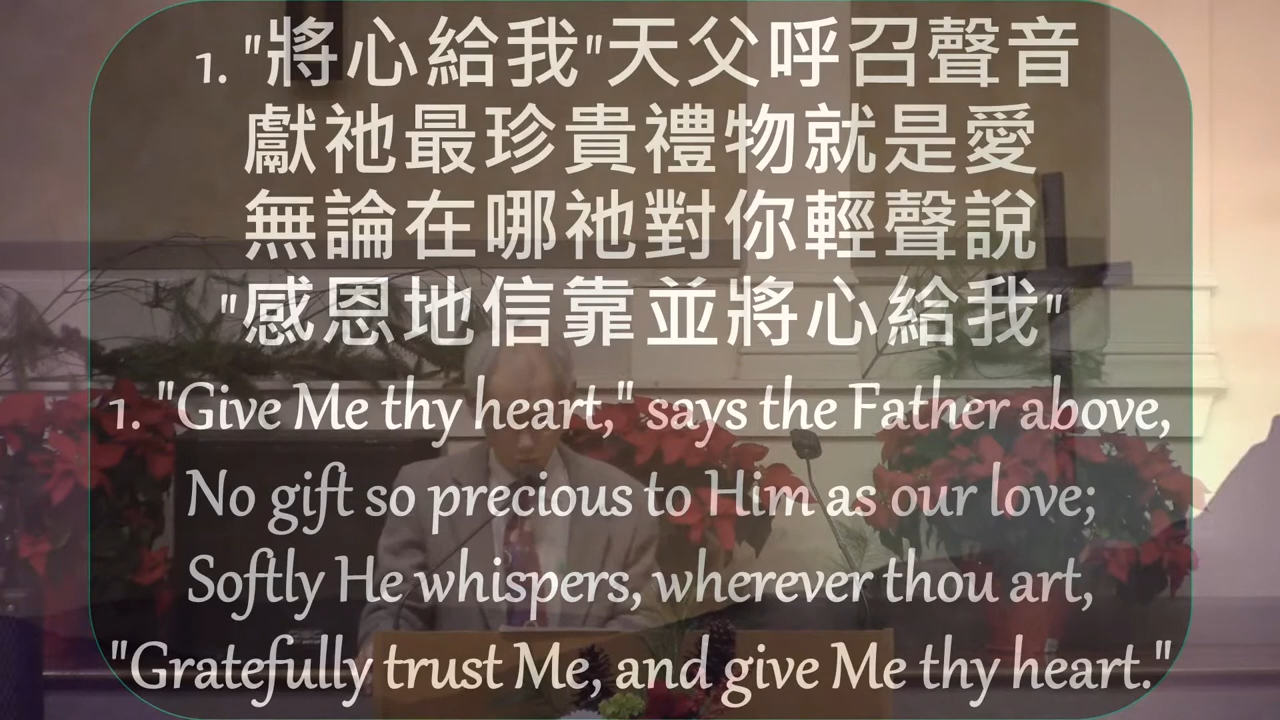 1. "將心給我"天父呼召聲音
獻祂最珍貴禮物就是愛
無論在哪祂對你輕聲說
"感恩地信靠並將心給我"
1. "Give Me thy heart," says the Father above,
No gift so precious to Him as our love;
Softly He whispers, wherever thou art,
"Gratefully trust Me, and give Me thy heart."